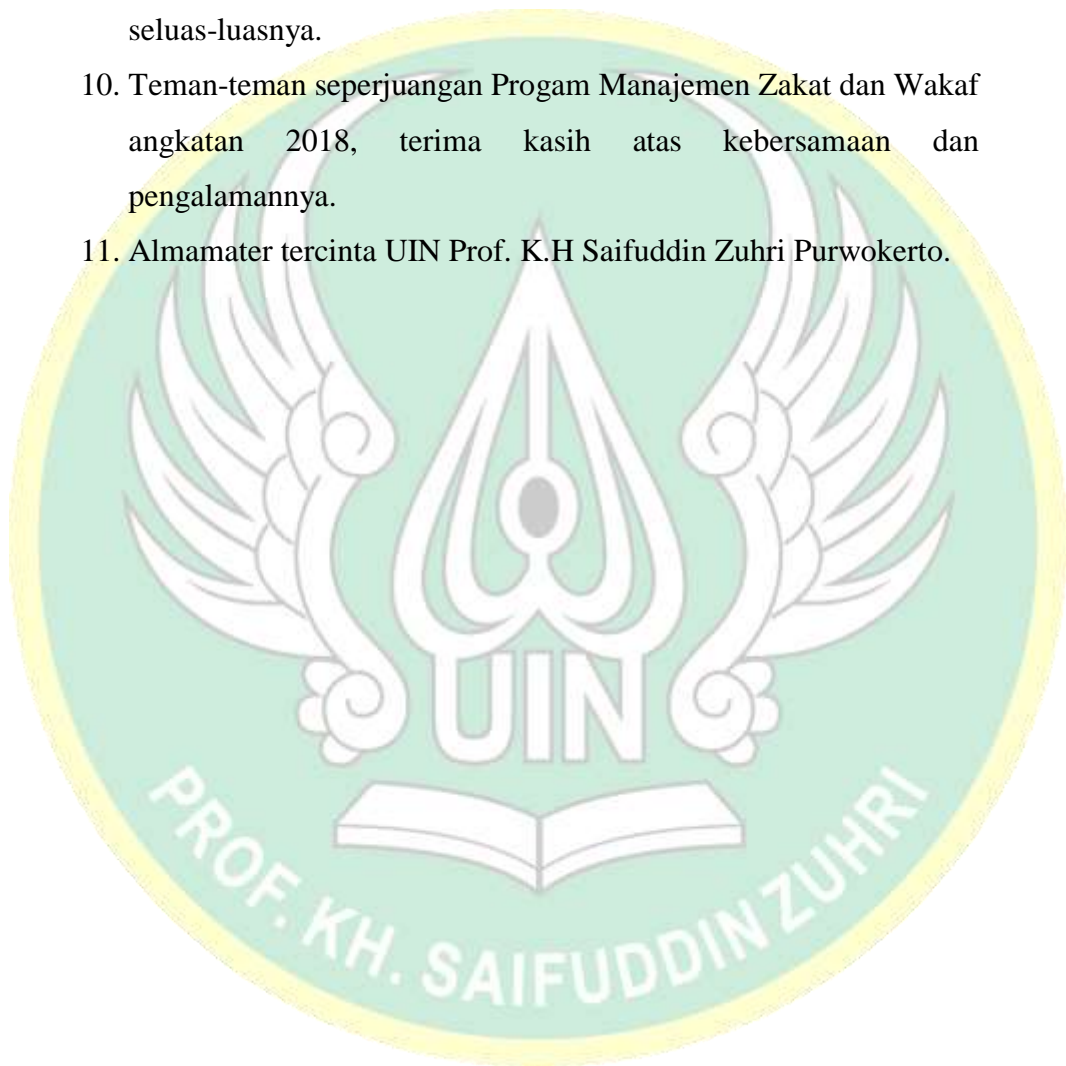 seluas-luasnya.
10. Teman-teman seperjuangan Progam Manajemen Zakat dan Wakaf
angkatan 2018, terima kasih atas kebersamaan dan
pengalamannya.
11. Almamater tercinta UIN Prof. K.H Saifuddin Zuhri Purwokerto.
UIN
PROF. KH. SAIFUDDIN ZUHRI